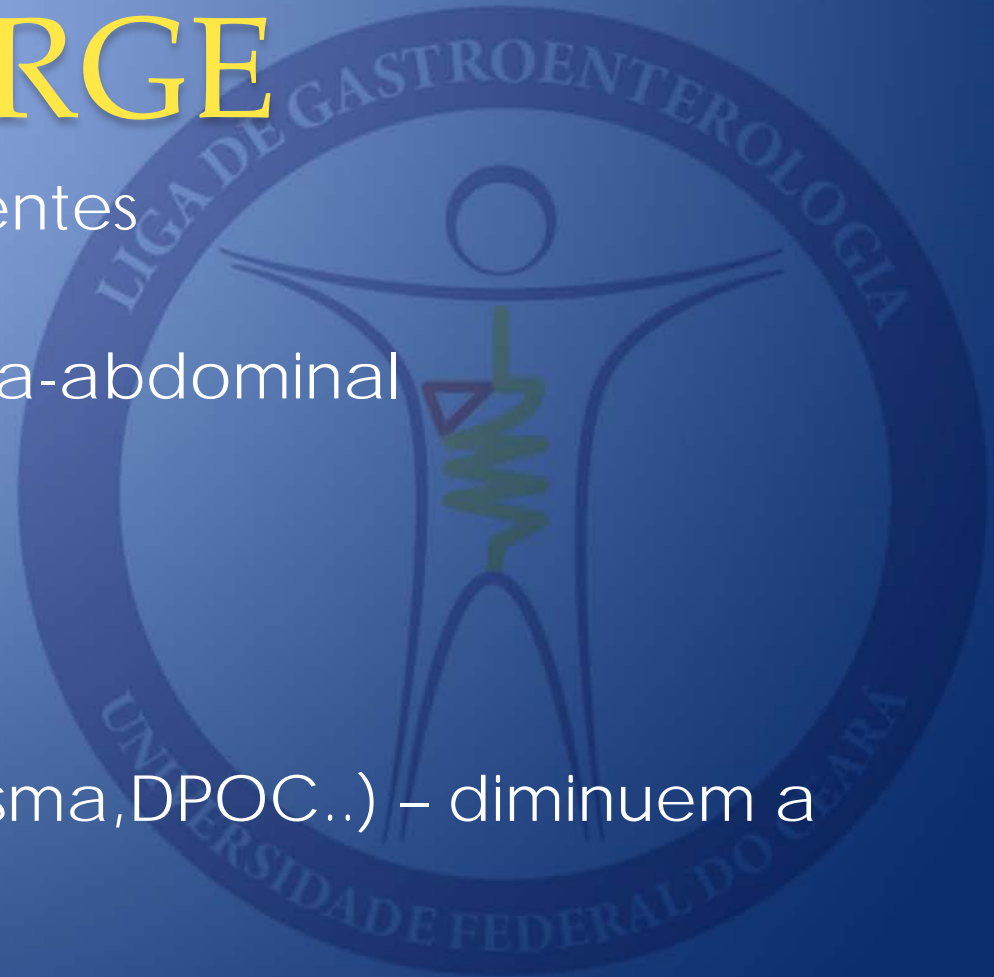 RGE
entes
a-abdominal
sma,DPOC..) – diminuem a
LIGA DE GASTROENTEROLOGIA
UNIVERSIDADE FEDERAL DO CEARÁ